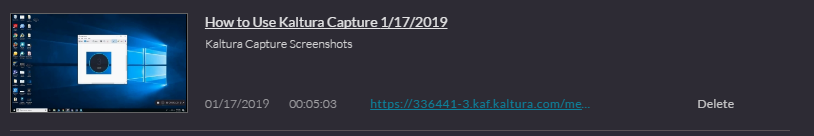 How to Use Kaltura Capture 1/17/2019
Kaltura Capture Screenshots
01/17/2019 00:05:03 https://336441-3.kaf.kaltura.com/me... Delete